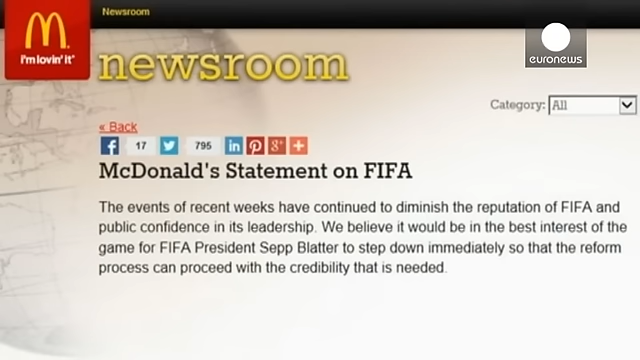 Newsroom
i'm lovin' it®
newsroom
euronews
Category: All
« Back
17
795
McDonald's Statement on FIFA
The events of recent weeks have continued to diminish the reputation of FIFA and
public confidence in its leadership. We believe it would be in the best interest of the
game for FIFA President Sepp Blatter to step down immediately so that the reform
process can proceed with the credibility that is needed.